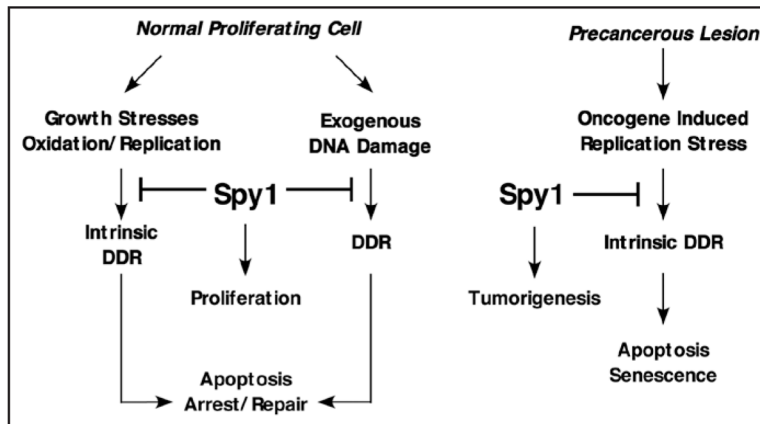 Normal Proliferating Cell
Growth Stresses
Oxidation/Replication
Exogenous
DNA Damage
Spy1
Intrinsic
DDR
DDR
Proliferation
Apoptosis
Arrest/Repair
Precancerous Lesion
Oncogene Induced
Replication Stress
Spy1
Intrinsic DDR
Tumorigenesis
Apoptosis
Senescence